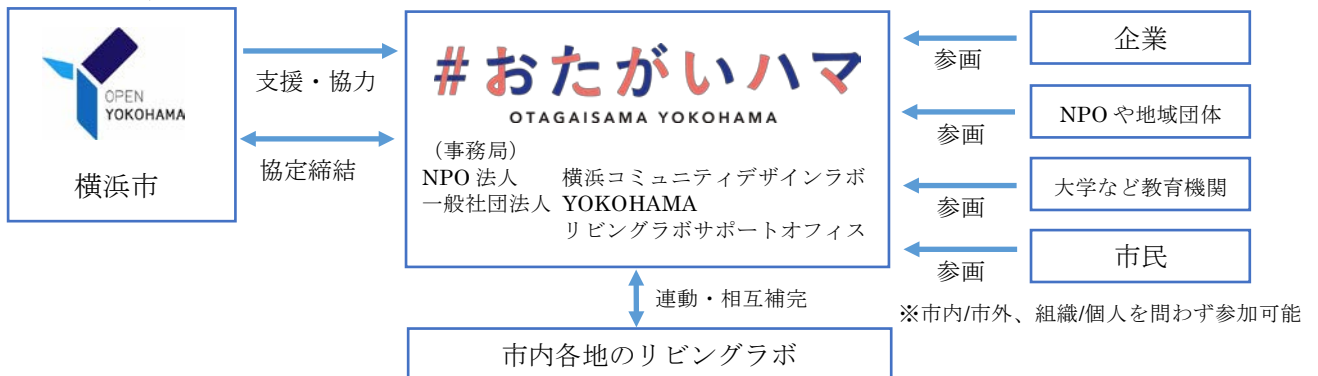 OPEN
YOKOHAMA
横浜市
支援・協力
協定締結
#おたがいハマ
OTAGAISAMA YOKOHAMA
（事務局）
NPO 法人 横浜コミュニティデザインラボ
一般社団法人 YOKOHAMA
リビングラボサポートオフィス
参画
企業
参画
NPO や地域団体
参画
大学など教育機関
参画
市民
※市内/市外、組織/個人を問わず参加可能
連動・相互補完
市内各地のリビングラボ